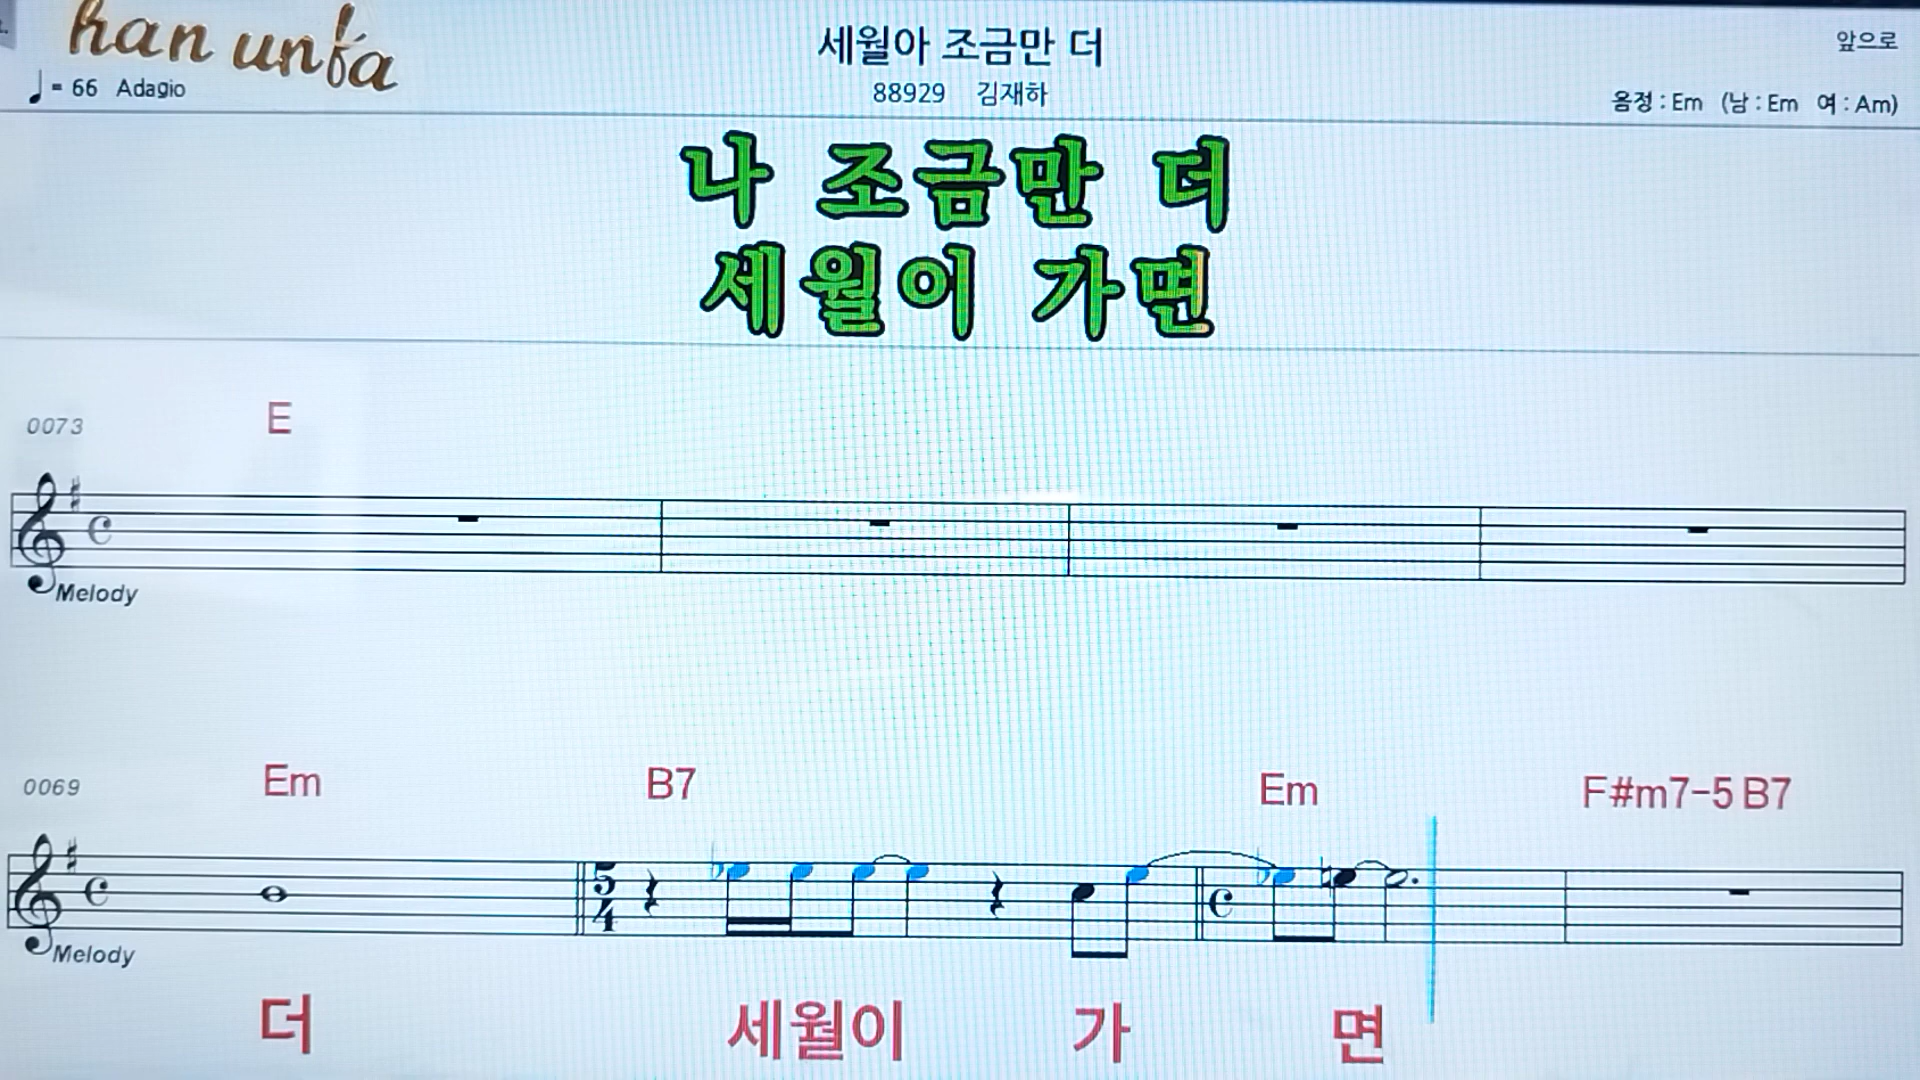 han unfa
세월아 조금만 더
앞으로
♩= 66 Adagio
88929 김재하
음정 : Em (남 : Em 여 : Am)
나 조금만 더
세월이 가면
0073 E
Melody
0069 Em B7 Em F#m7-5 B7
5
4
Melody
더 세월이 가 면